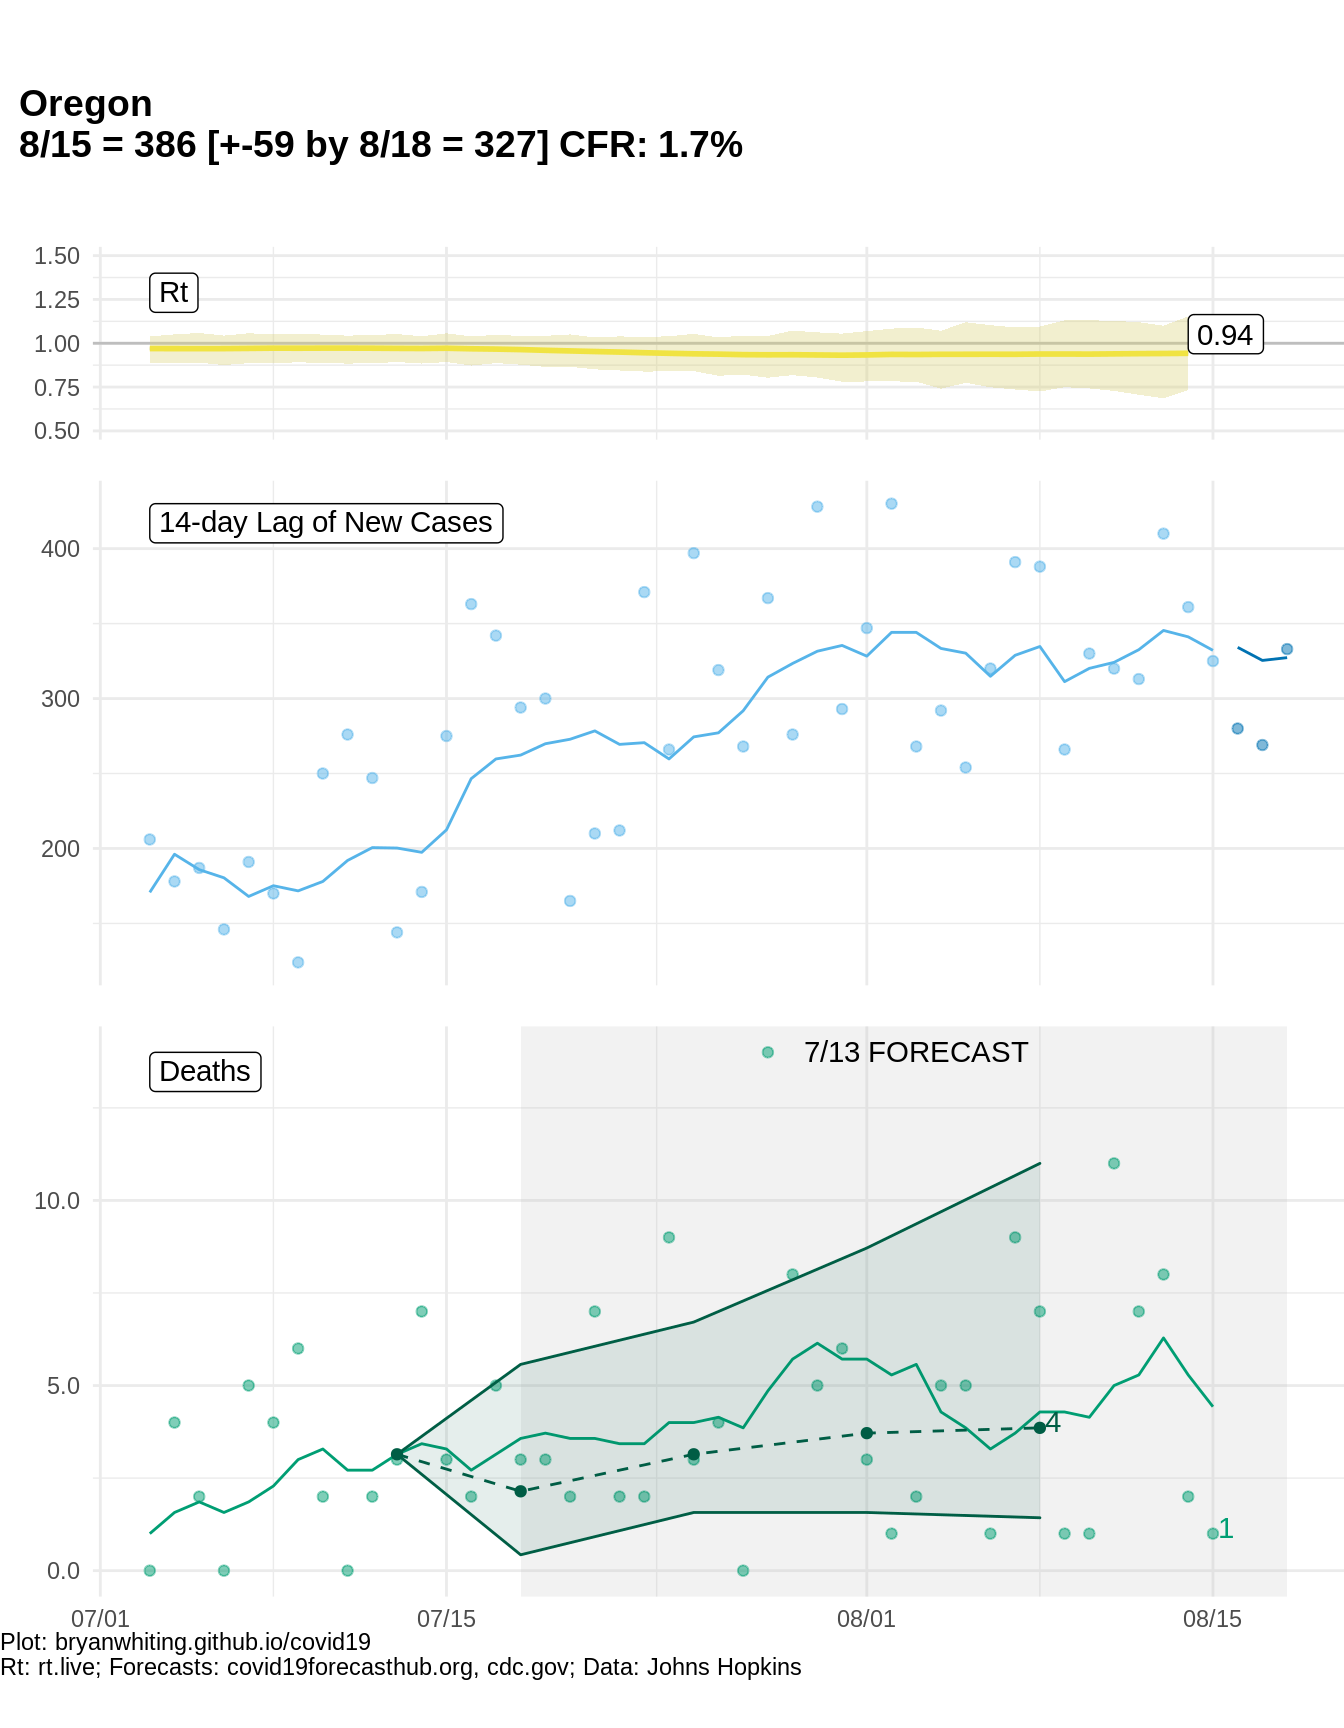 Oregon
8/15 = 386 [+-59 by 8/18 = 327] CFR: 1.7%
1.50
Rt
1.25
1.00
0.94
0.75
0.50
14-day Lag of New Cases
400
300
200
7/13 FORECAST
Deaths
10.0
5.0
4
1
0.0
07/01 07/15 08/01 08/15
Plot: bryanwhiting.github.io/covid19
Rt: rt.live; Forecasts: covid19forecasthub.org, cdc.gov; Data: Johns Hopkins